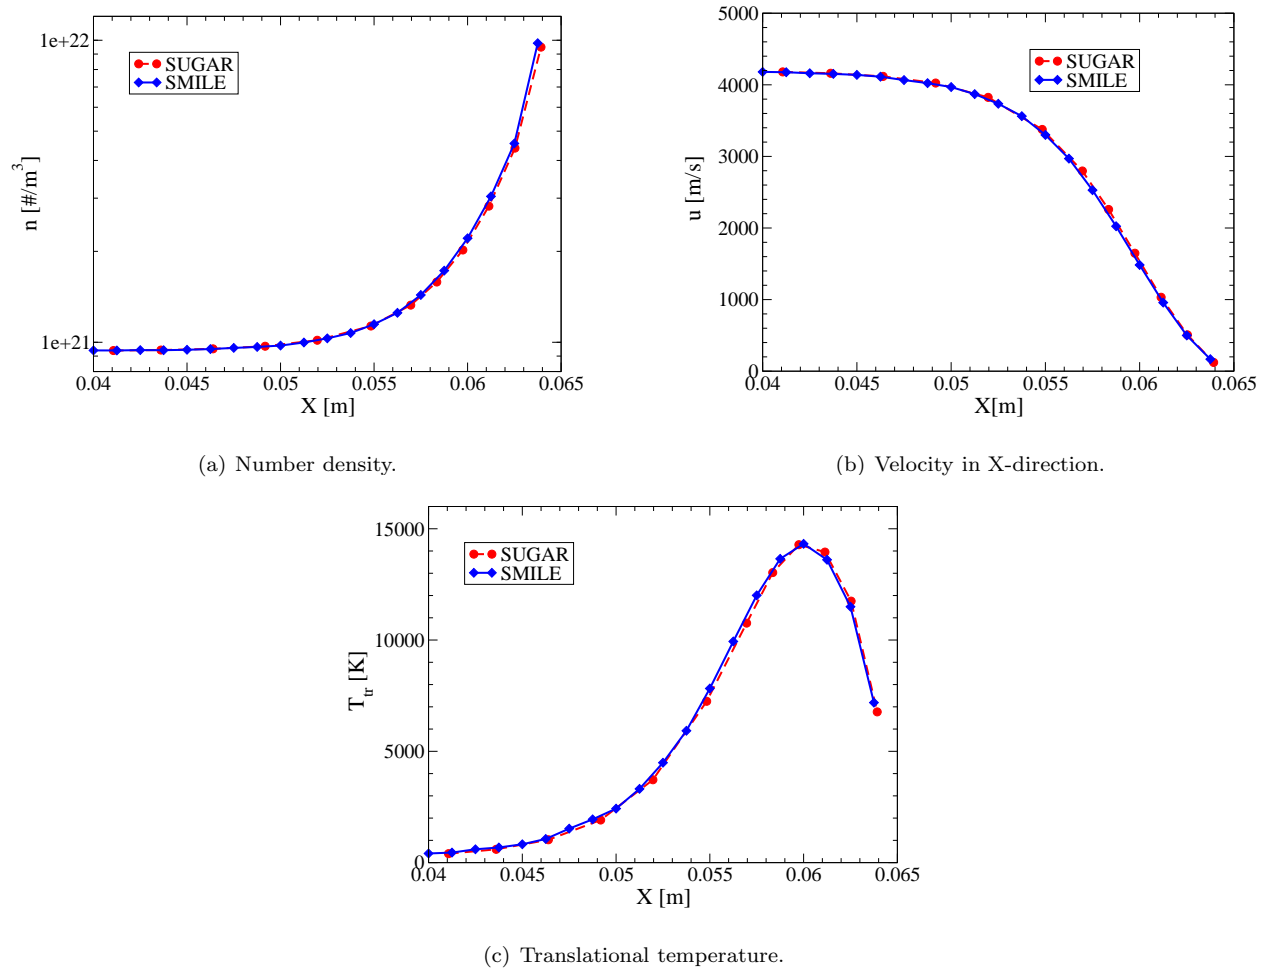 1e+22
1e+21
n [#/m³]
SUGAR
SMILE
0.04 0.045 0.05 0.055 0.06 0.065
X [m]
(a) Number density.
5000
4000
3000
2000
1000
0
u [m/s]
SUGAR
SMILE
0.04 0.045 0.05 0.055 0.06 0.065
X[m]
(b) Velocity in X-direction.
15000
10000
5000
0
T_tr [K]
SUGAR
SMILE
0.04 0.045 0.05 0.055 0.06 0.065
X [m]
(c) Translational temperature.